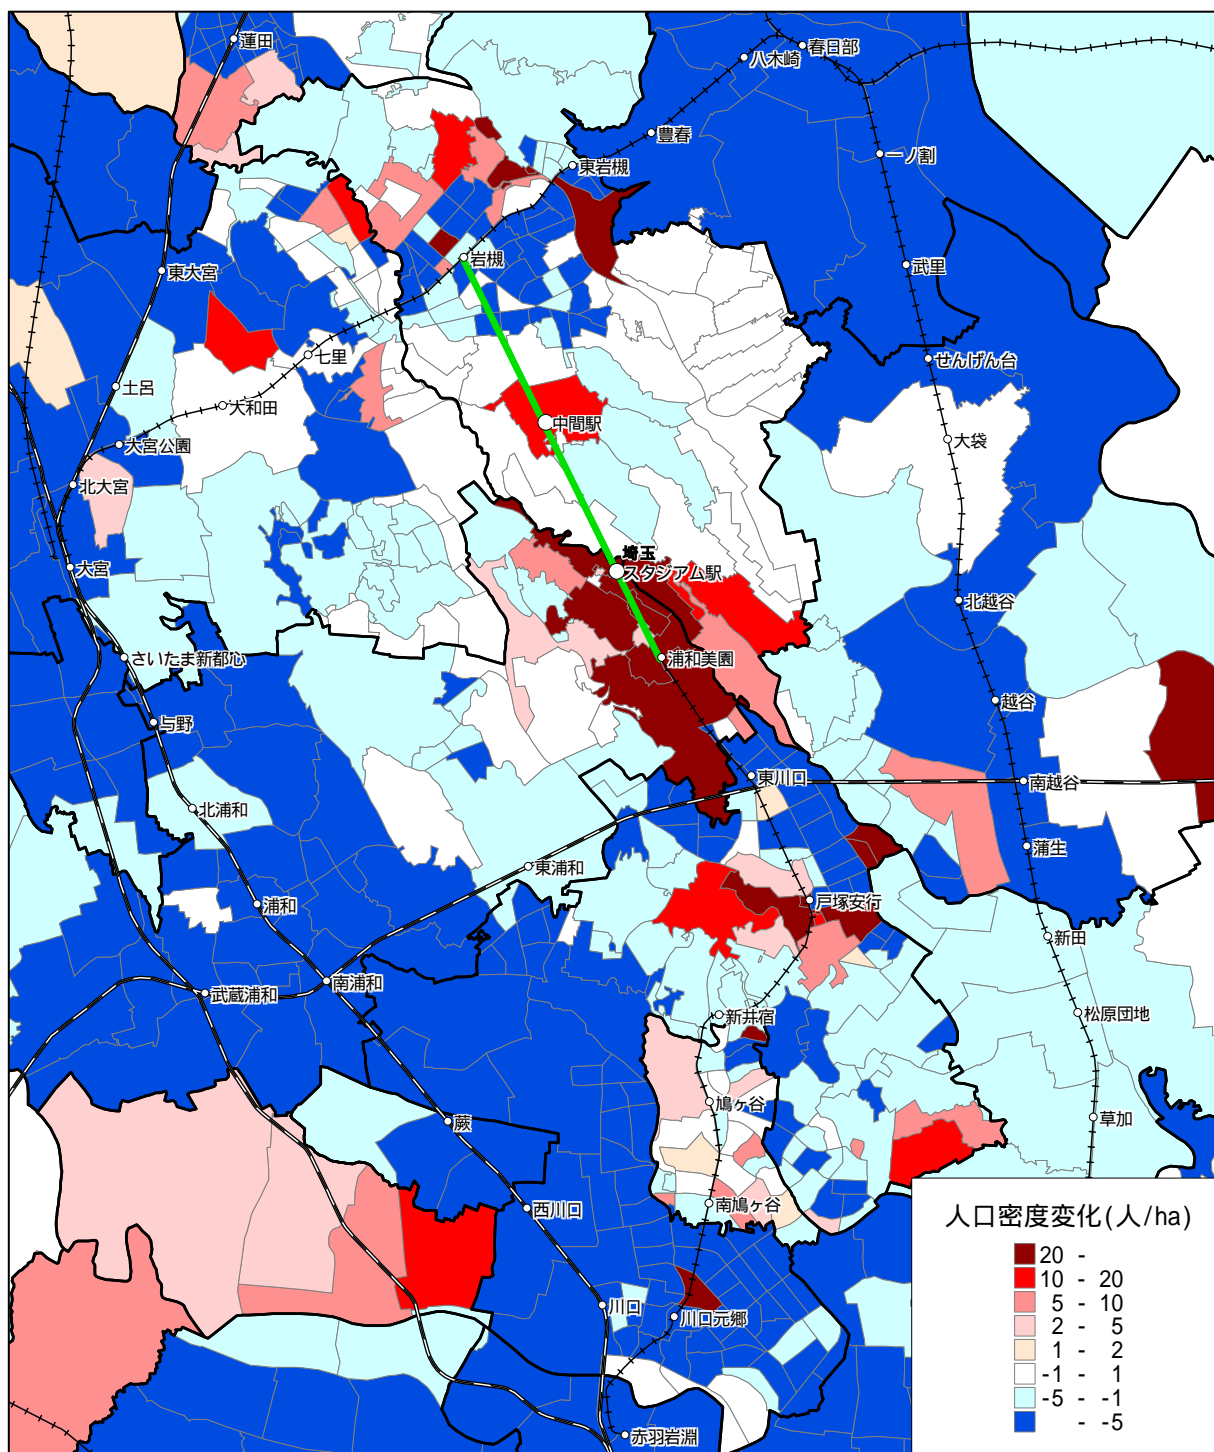 蓮田
八木崎
春日部
豊春
東岩槻
一ノ割
岩槻
武里
東大宮
七里
せんげん台
土呂
大和田
中間駅
大袋
大宮公園
北大宮
埼玉
スタジアム駅
大宮
北越谷
さいたま新都心
浦和美園
越谷
与野
東川口
南越谷
北浦和
蒲生
東浦和
浦和
戸塚安行
新田
南浦和
武蔵浦和
新井宿
松原団地
鳩ヶ谷
蕨
草加
西川口
南鳩ヶ谷
川口
川口元郷
赤羽岩淵
人口密度変化(人/ha)
20 -
10 - 20
5 - 10
2 - 5
1 - 2
-1 - 1
-5 - -1
- -5